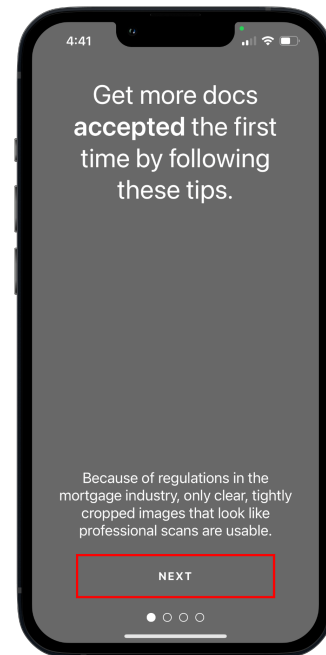 4:41
Get more docs
accepted the first
time by following
these tips.
Because of regulations in the
mortgage industry, only clear, tightly
cropped images that look like
professional scans are usable.
NEXT